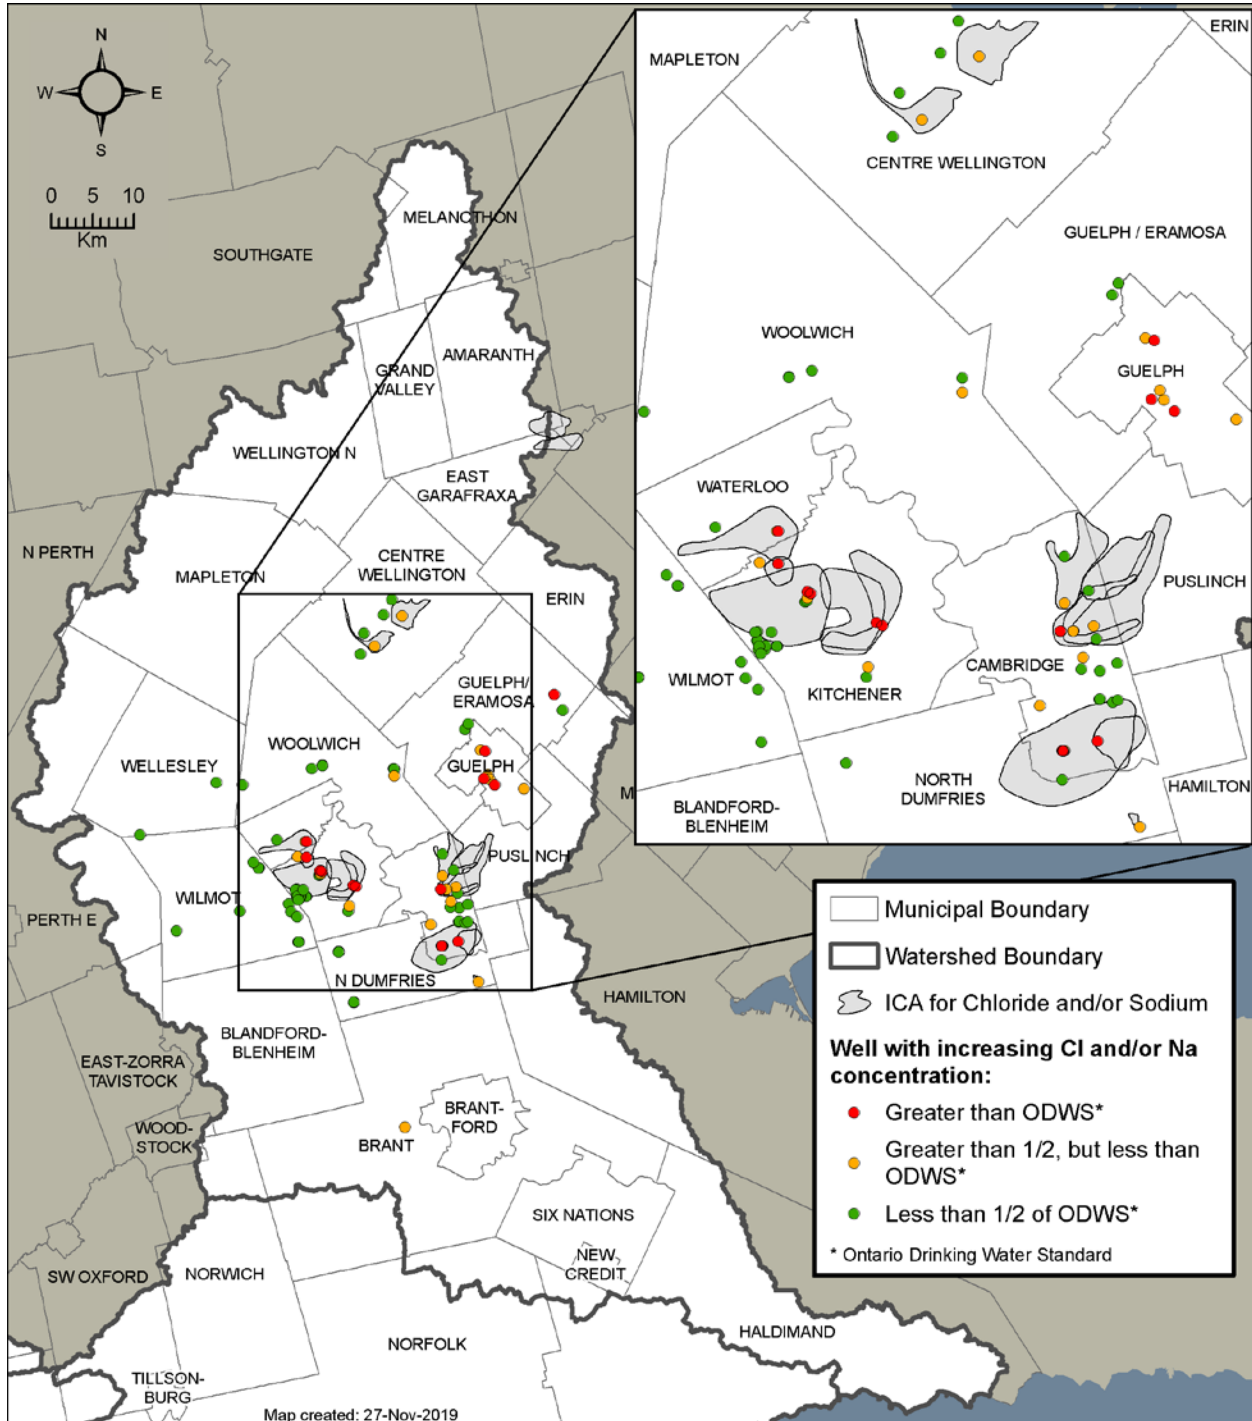 N
W
E
S
0 5 10
Km
SOUTHGATE
MELANCTHON
AMARANTH
GRAND
VALLEY
WELLINGTON N
EAST
GARAFRAXA
N PERTH
MAPLETON
CENTRE
WELLINGTON
ERIN
GUELPH/
ERAMOSA
WOOLWICH
WELLESLEY
GUELPH
M
PUSLINCH
WILMOT
PERTH E
N DUMFRIES
HAMILTON
BLANDFORD-
BLENHEIM
EAST-ZORRA
TAVISTOCK
WOOD-
STOCK
BRANT-
FORD
BRANT
SIX NATIONS
NEW
CREDIT
SW OXFORD
NORWICH
NORFOLK
HALDIMAND
TILLSON-
BURG
Map created: 27-Nov-2019
ERIN
MAPLETON
CENTRE WELLINGTON
GUELPH / ERAMOSA
WOOLWICH
GUELPH
WATERLOO
PUSLINCH
CAMBRIDGE
WILMOT
KITCHENER
NORTH
DUMFRIES
HAMILTON
BLANDFORD-
BLENHEIM
Municipal Boundary
Watershed Boundary
ICA for Chloride and/or Sodium
Well with increasing Cl and/or Na
concentration:
Greater than ODWS*
Greater than 1/2, but less than
ODWS*
Less than 1/2 of ODWS*
* Ontario Drinking Water Standard